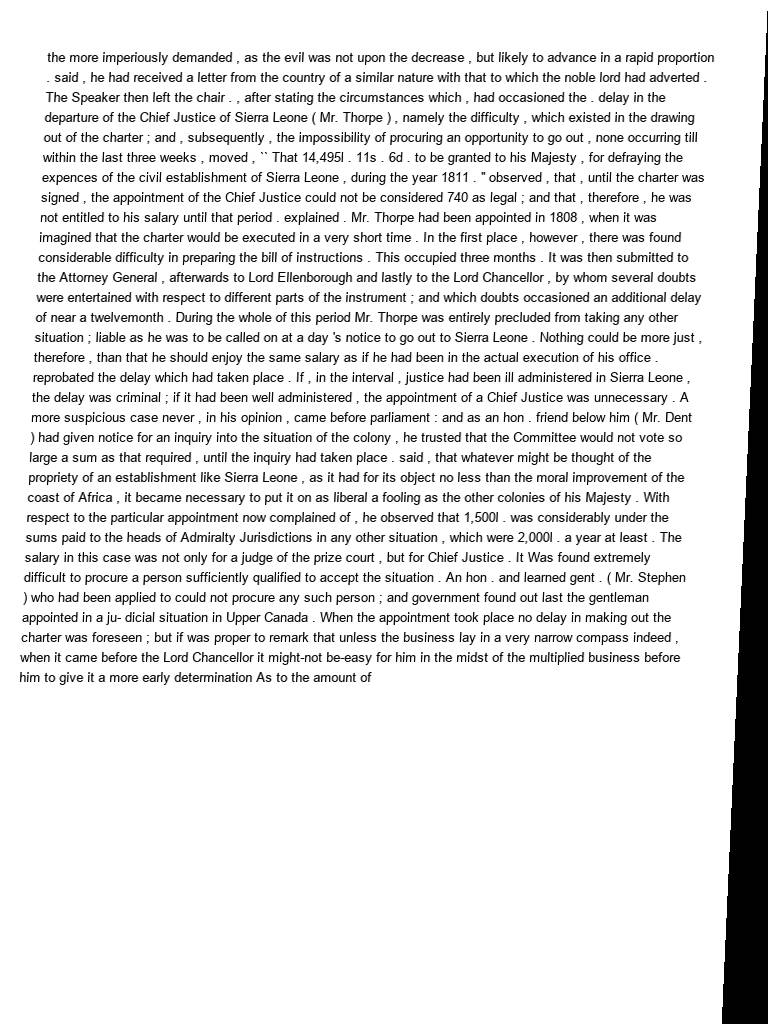 the more imperiously demanded , as the evil was not upon the decrease , but likely to advance in a rapid proportion
. said , he had received a letter from the country of a similar nature with that to which the noble lord had adverted .
The Speaker then left the chair . , after stating the circumstances which , had occasioned the . delay in the
departure of the Chief Justice of Sierra Leone ( Mr. Thorpe ) , namely the difficulty , which existed in the drawing
out of the charter ; and , subsequently , the impossibility of procuring an opportunity to go out , none occurring till
within the last three weeks , moved , `` That 14,495l . 11s . 6d . to be granted to his Majesty , for defraying the
expences of the civil establishment of Sierra Leone , during the year 1811 . " observed , that , until the charter was
signed , the appointment of the Chief Justice could not be considered 740 as legal ; and that , therefore , he was
not entitled to his salary until that period . explained . Mr. Thorpe had been appointed in 1808 , when it was
imagined that the charter would be executed in a very short time . In the first place , however , there was found
considerable difficulty in preparing the bill of instructions . This occupied three months . It was then submitted to
the Attorney General , afterwards to Lord Ellenborough and lastly to the Lord Chancellor , by whom several doubts
were entertained with respect to different parts of the instrument ; and which doubts occasioned an additional delay
of near a twelvemonth . During the whole of this period Mr. Thorpe was entirely precluded from taking any other
situation ; liable as he was to be called on at a day 's notice to go out to Sierra Leone . Nothing could be more just ,
therefore , than that he should enjoy the same salary as if he had been in the actual execution of his office .
reprobated the delay which had taken place . If , in the interval , justice had been ill administered in Sierra Leone ,
the delay was criminal ; if it had been well administered , the appointment of a Chief Justice was unnecessary . A
more suspicious case never , in his opinion , came before parliament : and as an hon . friend below him ( Mr. Dent
) had given notice for an inquiry into the situation of the colony , he trusted that the Committee would not vote so
large a sum as that required , until the inquiry had taken place . said , that whatever might be thought of the
propriety of an establishment like Sierra Leone , as it had for its object no less than the moral improvement of the
coast of Africa , it became necessary to put it on as liberal a fooling as the other colonies of his Majesty . With
respect to the particular appointment now complained of , he observed that 1,500l . was considerably under the
sums paid to the heads of Admiralty Jurisdictions in any other situation , which were 2,000l . a year at least . The
salary in this case was not only for a judge of the prize court , but for Chief Justice . It Was found extremely
difficult to procure a person sufficiently qualified to accept the situation . An hon . and learned gent . ( Mr. Stephen
) who had been applied to could not procure any such person ; and government found out last the gentleman
appointed in a ju- dicial situation in Upper Canada . When the appointment took place no delay in making out the
charter was foreseen ; but if was proper to remark that unless the business lay in a very narrow compass indeed ,
when it came before the Lord Chancellor it might-not be-easy for him in the midst of the multiplied business before
him to give it a more early determination As to the amount of